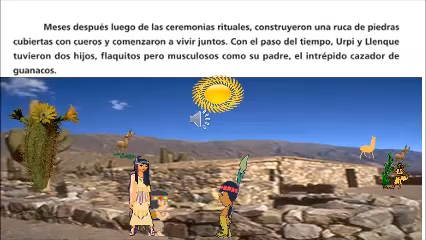 Meses después luego de las ceremonias rituales, construyeron una ruca de piedras
cubiertas con cueros y comenzaron a vivir juntos. Con el paso del tiempo, Urpi y Llenque
tuvieron dos hijos, flaquitos pero musculosos como su padre, el intrépido cazador de
guanacos.